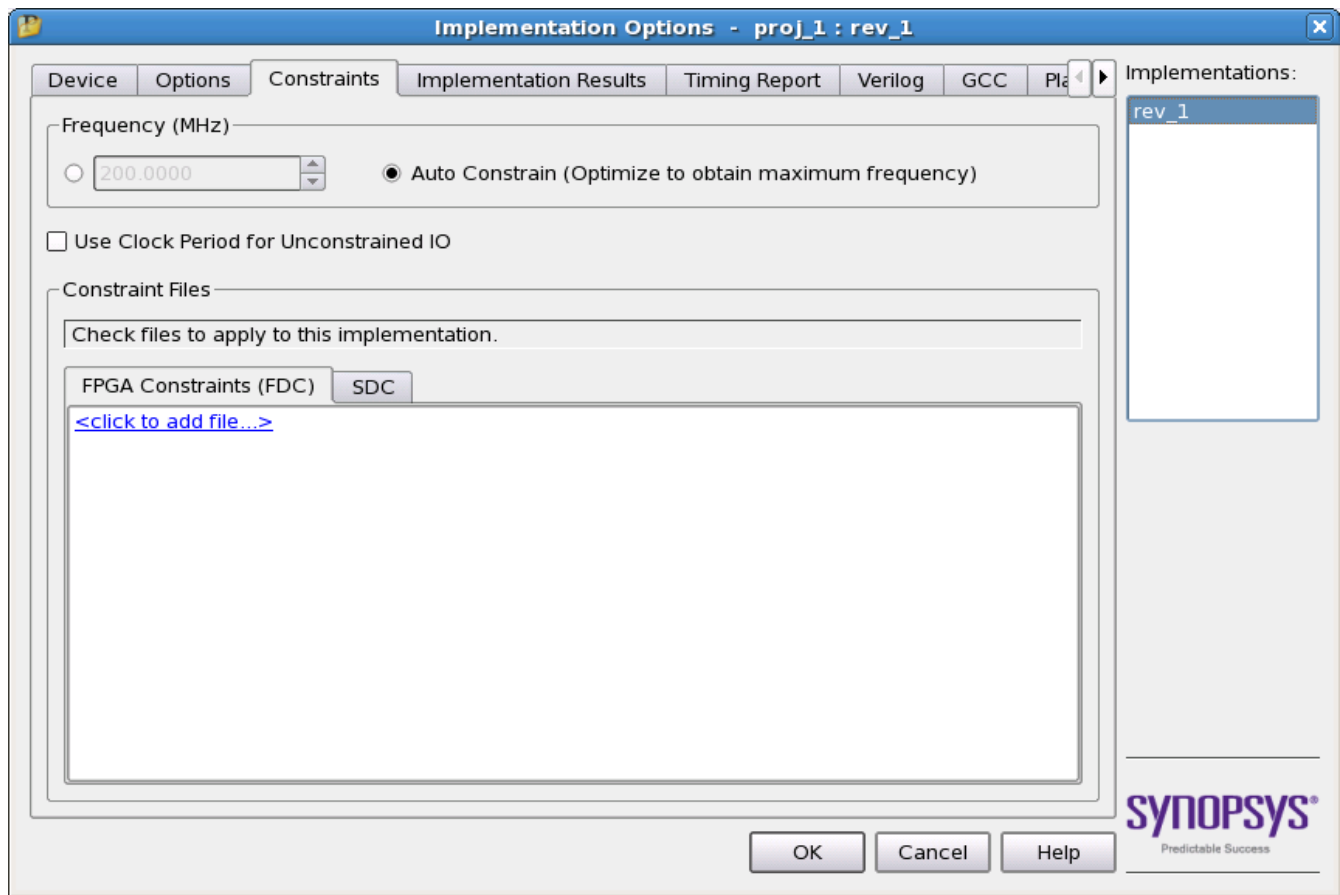 Implementation Options - proj_1 : rev_1
Device Options Constraints Implementation Results Timing Report Verilog GCC Pla
Implementations:
rev_1
Frequency (MHz)
200.0000 Auto Constrain (Optimize to obtain maximum frequency)
Use Clock Period for Unconstrained IO
Constraint Files
Check files to apply to this implementation.
FPGA Constraints (FDC) SDC
<click to add file...>
SYNOPSYS®
Predictable Success
OK Cancel Help